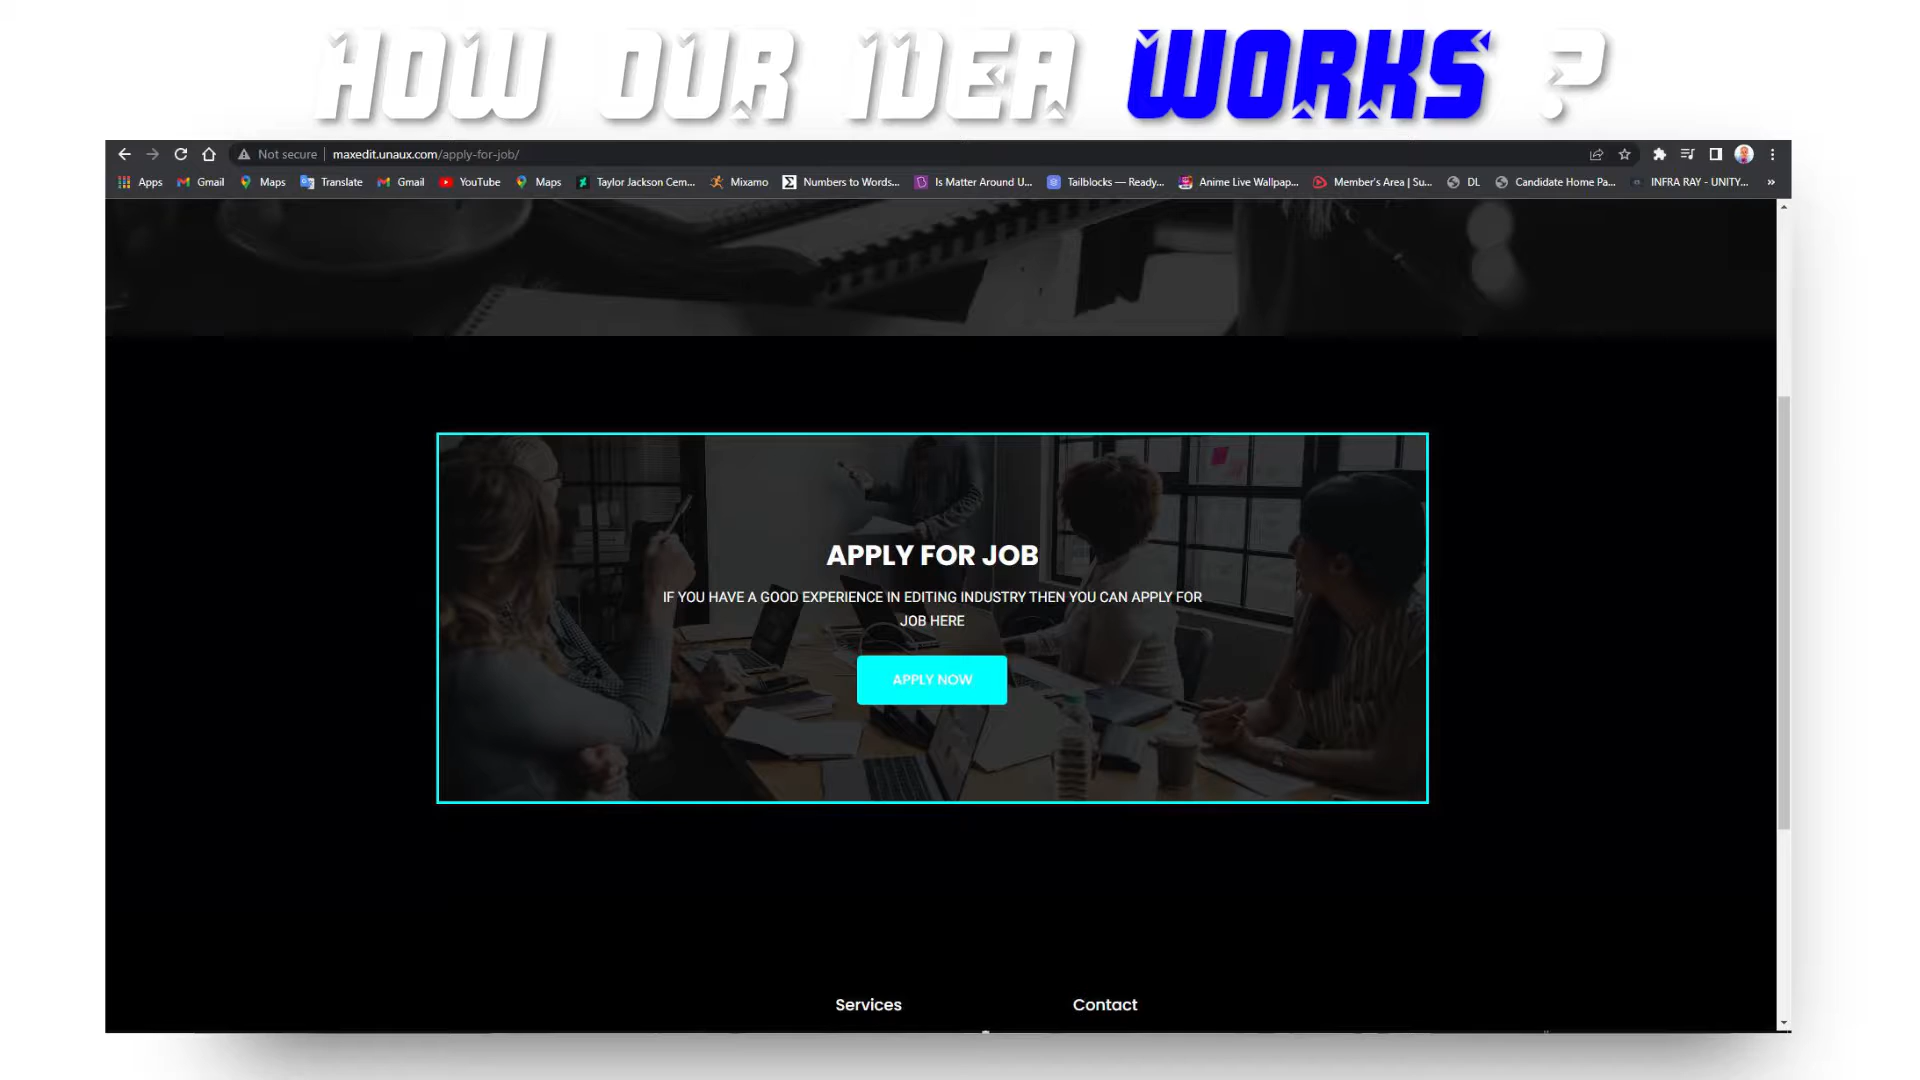 HOW OUR IDEA WORKS ?
Not secure maxedit.unaux.com/apply-for-job/
Apps Gmail Maps Translate Gmail YouTube Maps Taylor Jackson Cem... Mixamo Numbers to Words... Is Matter Around U... Tailblocks — Ready... Anime Live Wallpap... Member's Area | Su... DL Candidate Home Pa... INFRA RAY - UNITY... »
APPLY FOR JOB
IF YOU HAVE A GOOD EXPERIENCE IN EDITING INDUSTRY THEN YOU CAN APPLY FOR
JOB HERE
APPLY NOW
Services Contact